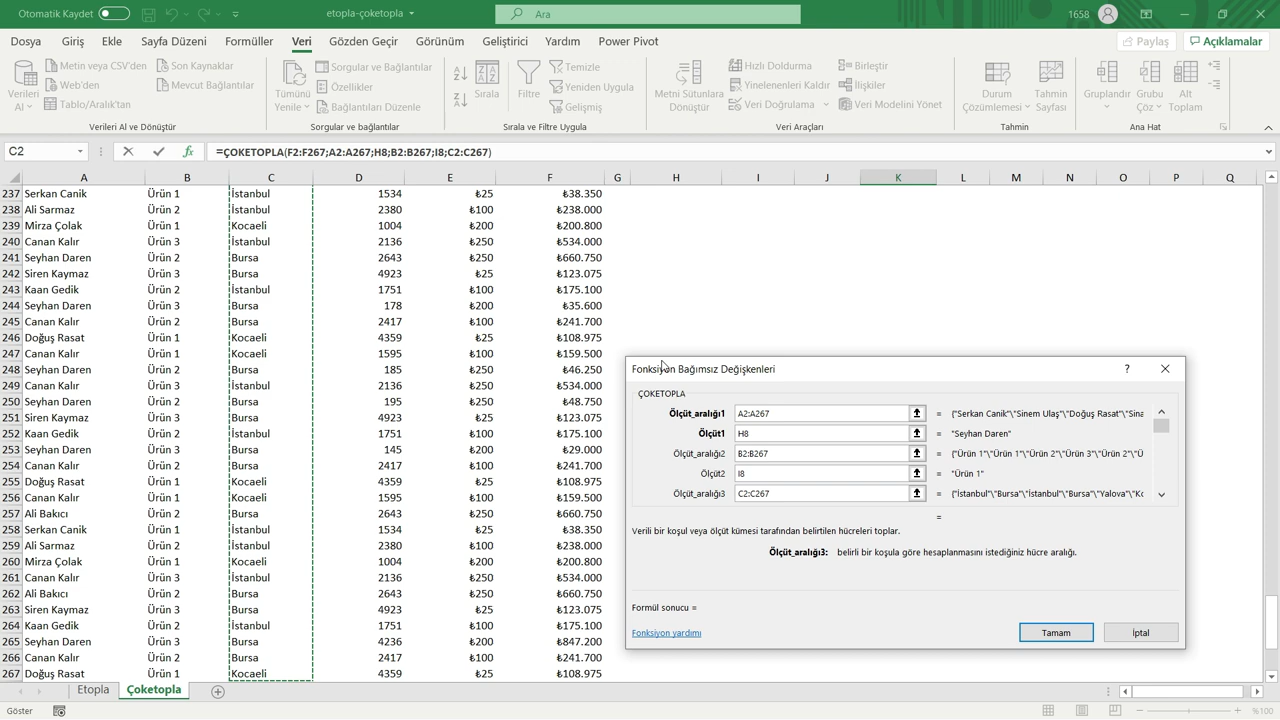 Otomatik Kaydet
etopla-çoketopla
Ara
1658
Dosya Giriş Ekle Sayfa Düzeni Formüller Veri Gözden Geçir Görünüm Geliştirici Yardım Power Pivot
Paylaş Açıklamalar
Verileri Al
Metin veya CSV'den
Web'den
Tablo/Aralık'tan
Son Kaynaklar
Mevcut Bağlantılar
Verileri Al ve Dönüştür
Tümünü Yenile
Sorgular ve Bağlantılar
Özellikler
Bağlantıları Düzenle
Sorgular ve bağlantılar
Sırala
Filtre
Temizle
Yeniden Uygula
Gelişmiş
Sırala ve Filtre Uygula
Metni Sütunlara Dönüştür
Hızlı Doldurma
Yinelenenleri Kaldır
Veri Doğrulama
Birleştir
İlişkiler
Veri Modelini Yönet
Veri Araçları
Durum Çözümlemesi
Tahmin Sayfası
Tahmin
Gruplandır
Grubu Çöz
Alt Toplam
Ana Hat
C2
fx
=ÇOKETOPLA(F2:F267;A2:A267;H8;B2:B267;I8;C2:C267)
A B C D E F G H I J K L M N O P Q
237 Serkan Canik Ürün 1 İstanbul 1534 ₺25 ₺38.350
238 Ali Sarmaz Ürün 2 İstanbul 2380 ₺100 ₺238.000
239 Mirza Çolak Ürün 1 Kocaeli 1004 ₺200 ₺200.800
240 Canan Kalır Ürün 3 İstanbul 2136 ₺250 ₺534.000
241 Seyhan Daren Ürün 2 Bursa 2643 ₺250 ₺660.750
242 Siren Kaymaz Ürün 3 Bursa 4923 ₺25 ₺123.075
243 Kaan Gedik Ürün 2 İstanbul 1751 ₺100 ₺175.100
244 Seyhan Daren Ürün 3 Bursa 178 ₺200 ₺35.600
245 Canan Kalır Ürün 2 Bursa 2417 ₺100 ₺241.700
246 Doğuş Rasat Ürün 1 Kocaeli 4359 ₺25 ₺108.975
247 Canan Kalır Ürün 1 Kocaeli 1595 ₺100 ₺159.500
248 Seyhan Daren Ürün 2 Bursa 185 ₺250 ₺46.250
249 Canan Kalır Ürün 3 İstanbul 2136 ₺250 ₺534.000
250 Seyhan Daren Ürün 2 Bursa 195 ₺250 ₺48.750
251 Siren Kaymaz Ürün 3 Bursa 4923 ₺25 ₺123.075
252 Kaan Gedik Ürün 2 İstanbul 1751 ₺100 ₺175.100
253 Seyhan Daren Ürün 3 Bursa 145 ₺200 ₺29.000
254 Canan Kalır Ürün 2 Bursa 2417 ₺100 ₺241.700
255 Doğuş Rasat Ürün 1 Kocaeli 4359 ₺25 ₺108.975
256 Canan Kalır Ürün 1 Kocaeli 1595 ₺100 ₺159.500
257 Ali Bakıcı Ürün 2 Bursa 2643 ₺250 ₺660.750
258 Serkan Canik Ürün 1 İstanbul 1534 ₺25 ₺38.350
259 Ali Sarmaz Ürün 2 İstanbul 2380 ₺100 ₺238.000
260 Mirza Çolak Ürün 1 Kocaeli 1004 ₺200 ₺200.800
261 Canan Kalır Ürün 3 İstanbul 2136 ₺250 ₺534.000
262 Ali Bakıcı Ürün 2 Bursa 2643 ₺250 ₺660.750
263 Siren Kaymaz Ürün 3 Bursa 4923 ₺25 ₺123.075
264 Kaan Gedik Ürün 2 İstanbul 1751 ₺100 ₺175.100
265 Seyhan Daren Ürün 3 Bursa 4236 ₺200 ₺847.200
266 Canan Kalır Ürün 2 Bursa 2417 ₺100 ₺241.700
267 Doğuş Rasat Ürün 1 Kocaeli 4359 ₺25 ₺108.975
Fonksiyon Bağımsız Değişkenleri ?
ÇOKETOPLA
Ölçüt_aralığı1 A2:A267 = {"Serkan Canik"\"Sinem Ulaş"\"Doğuş Rasat"\"Sina
Ölçüt1 H8 = "Seyhan Daren"
Ölçüt_aralığı2 B2:B267 = {"Ürün 1"\"Ürün 1"\"Ürün 2"\"Ürün 3"\"Ürün 2"\"Ü
Ölçüt2 I8 = "Ürün 1"
Ölçüt_aralığı3 C2:C267 = {"İstanbul"\"Bursa"\"İstanbul"\"Bursa"\"Yalova"\"Ko
=
Verili bir koşul veya ölçüt kümesi tarafından belirtilen hücreleri toplar.
Ölçüt_aralığı3: belirli bir koşula göre hesaplanmasını istediğiniz hücre aralığı.
Formül sonucu =
Fonksiyon yardımı
Tamam İptal
Etopla Çoketopla
Göster
%100